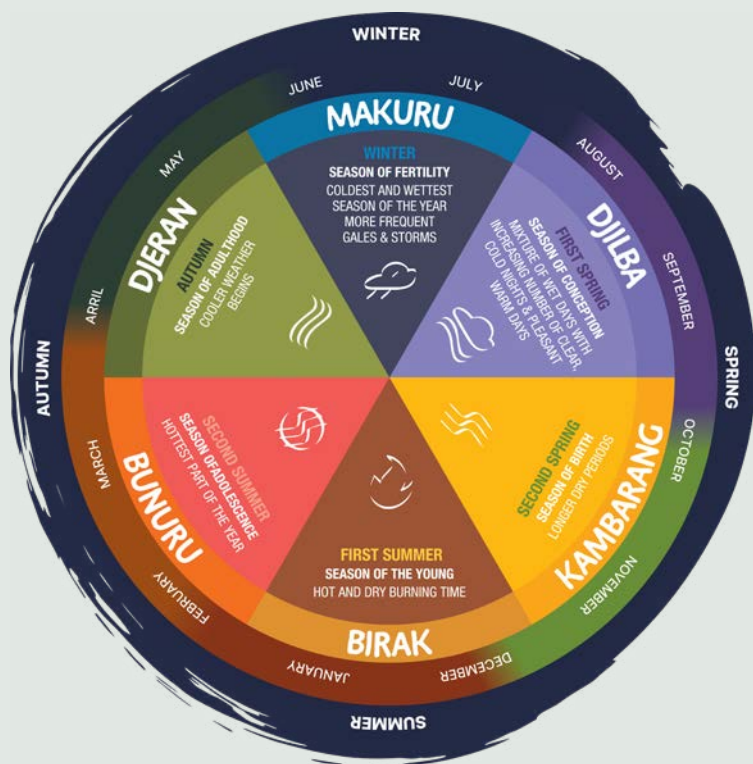 WINTER
JUNE
JULY
MAKURU
WINTER
SEASON OF FERTILITY
COLDEST AND WETTEST
SEASON OF THE YEAR
MORE FREQUENT
GALES & STORMS
AUGUST
SEPTEMBER
DJILBA
FIRST SPRING
SEASON OF CONCEPTION
MIXTURE OF WET DAYS WITH
INCREASING NUMBER OF CLEAR,
COLD NIGHTS & PLEASANT
WARM DAYS
SPRING
OCTOBER
NOVEMBER
KAMBARANG
SECOND SPRING
SEASON OF BIRTH
LONGER DRY PERIODS
DECEMBER
JANUARY
FIRST SUMMER
SEASON OF THE YOUNG
HOT AND DRY BURNING TIME
BIRAK
SUMMER
FEBRUARY
MARCH
BUNURU
SECOND SUMMER
SEASON OFADOLESCENCE
HOTTEST PART OF THE YEAR
AUTUMN
ARRIL
MAY
DJERAN
AUTUMN
SEASON OF ADULTHOOD
COOLER WEATHER
BEGINS